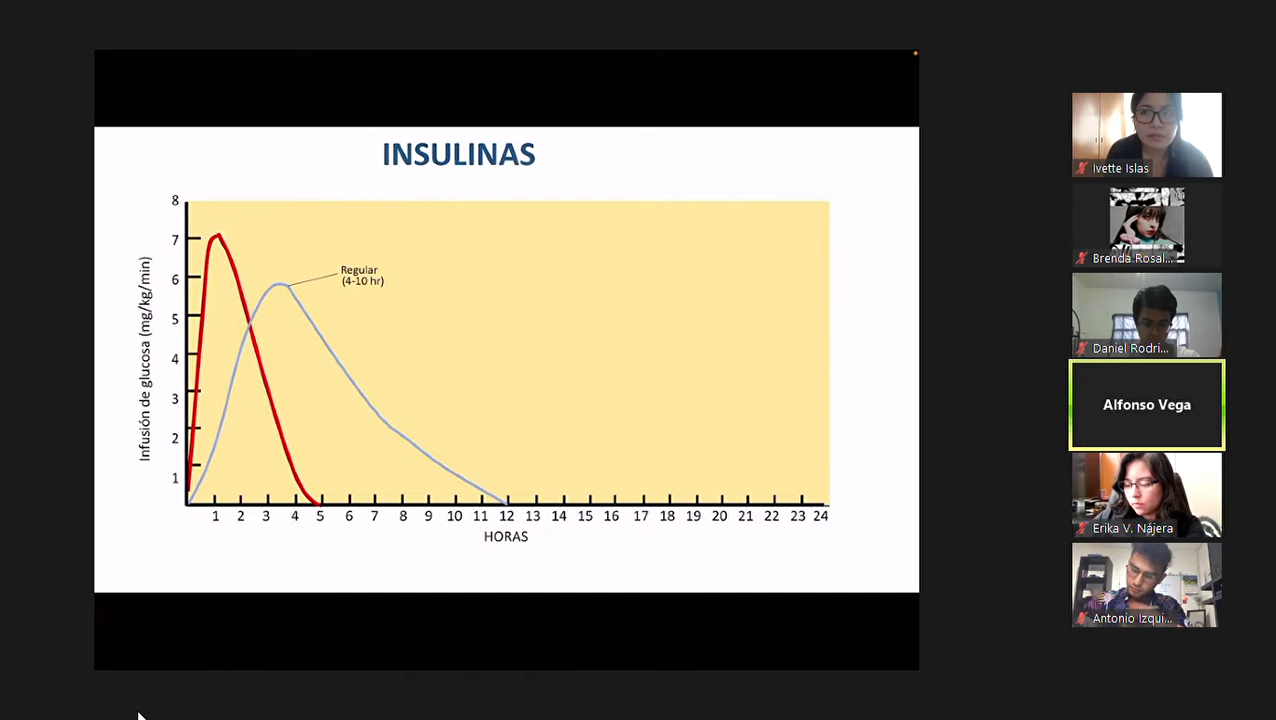 INSULINAS
8
7
6
5
4
3
2
1
Infusión de glucosa (mg/kg/min)
Regular
(4-10 hr)
1 2 3 4 5 6 7 8 9 10 11 12 13 14 15 16 17 18 19 20 21 22 23 24
HORAS
Ivette Islas
Brenda Rosal...
Daniel Rodri...
Alfonso Vega
Erika V. Nájera
Antonio Izqui...